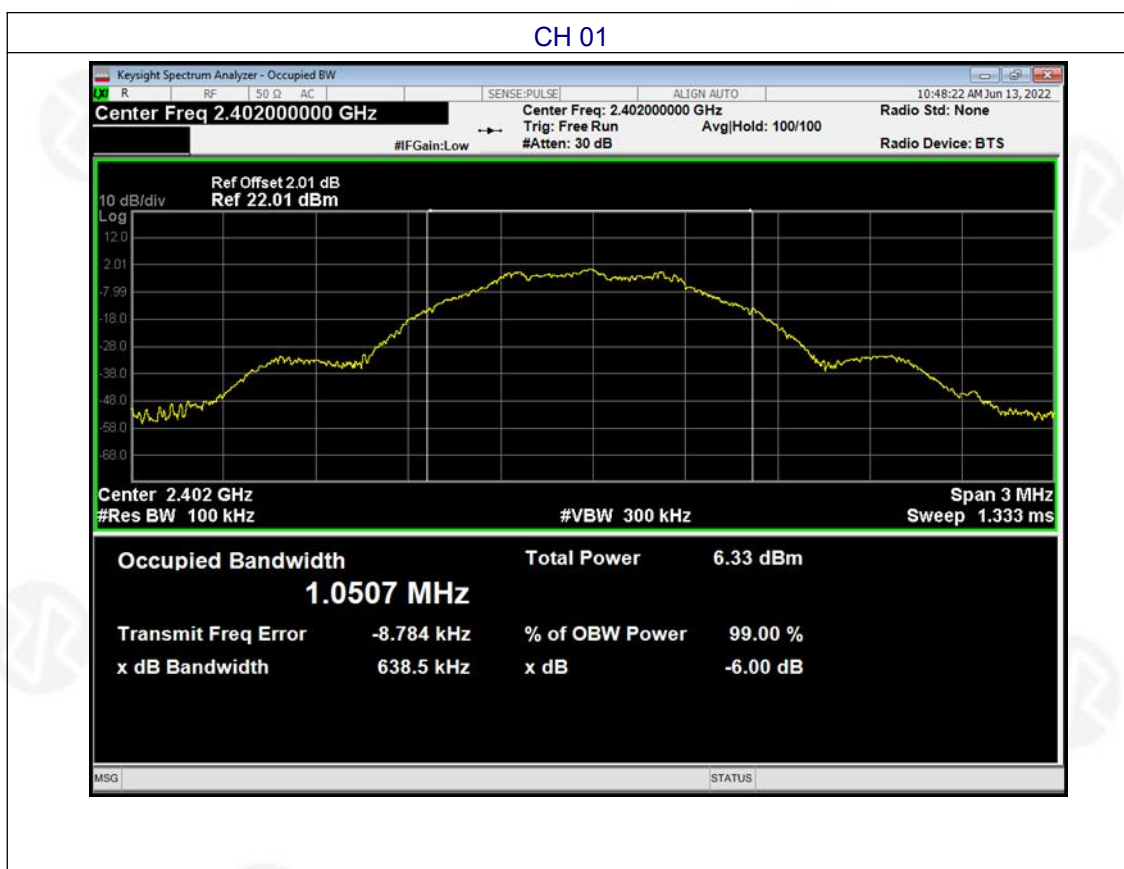 CH 01
Keysight Spectrum Analyzer - Occupied BW
LXI R RF 50 Ω AC SENSE:PULSE ALIGN AUTO 10:48:22 AM Jun 13, 2022
Center Freq 2.402000000 GHz Center Freq: 2.402000000 GHz Radio Std: None
Trig: Free Run Avg|Hold: 100/100
#IFGain:Low #Atten: 30 dB Radio Device: BTS
Ref Offset 2.01 dB
10 dB/div Ref 22.01 dBm
Log
12.0
2.01
-7.99
-18.0
-28.0
-38.0
-48.0
-58.0
-68.0
Center 2.402 GHz Span 3 MHz
#Res BW 100 kHz #VBW 300 kHz Sweep 1.333 ms
Occupied Bandwidth Total Power 6.33 dBm
1.0507 MHz
Transmit Freq Error -8.784 kHz % of OBW Power 99.00 %
x dB Bandwidth 638.5 kHz x dB -6.00 dB
MSG STATUS